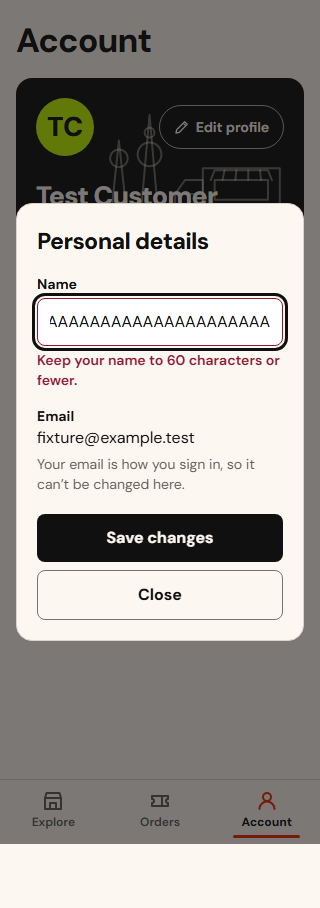 Account
TC
Edit profile
Test Customer
Personal details
Name
AAAAAAAAAAAAAAAAAAAAA
Keep your name to 60 characters or
fewer.
Email
fixture@example.test
Your email is how you sign in, so it
can’t be changed here.
Save changes
Close
Explore
Orders
Account